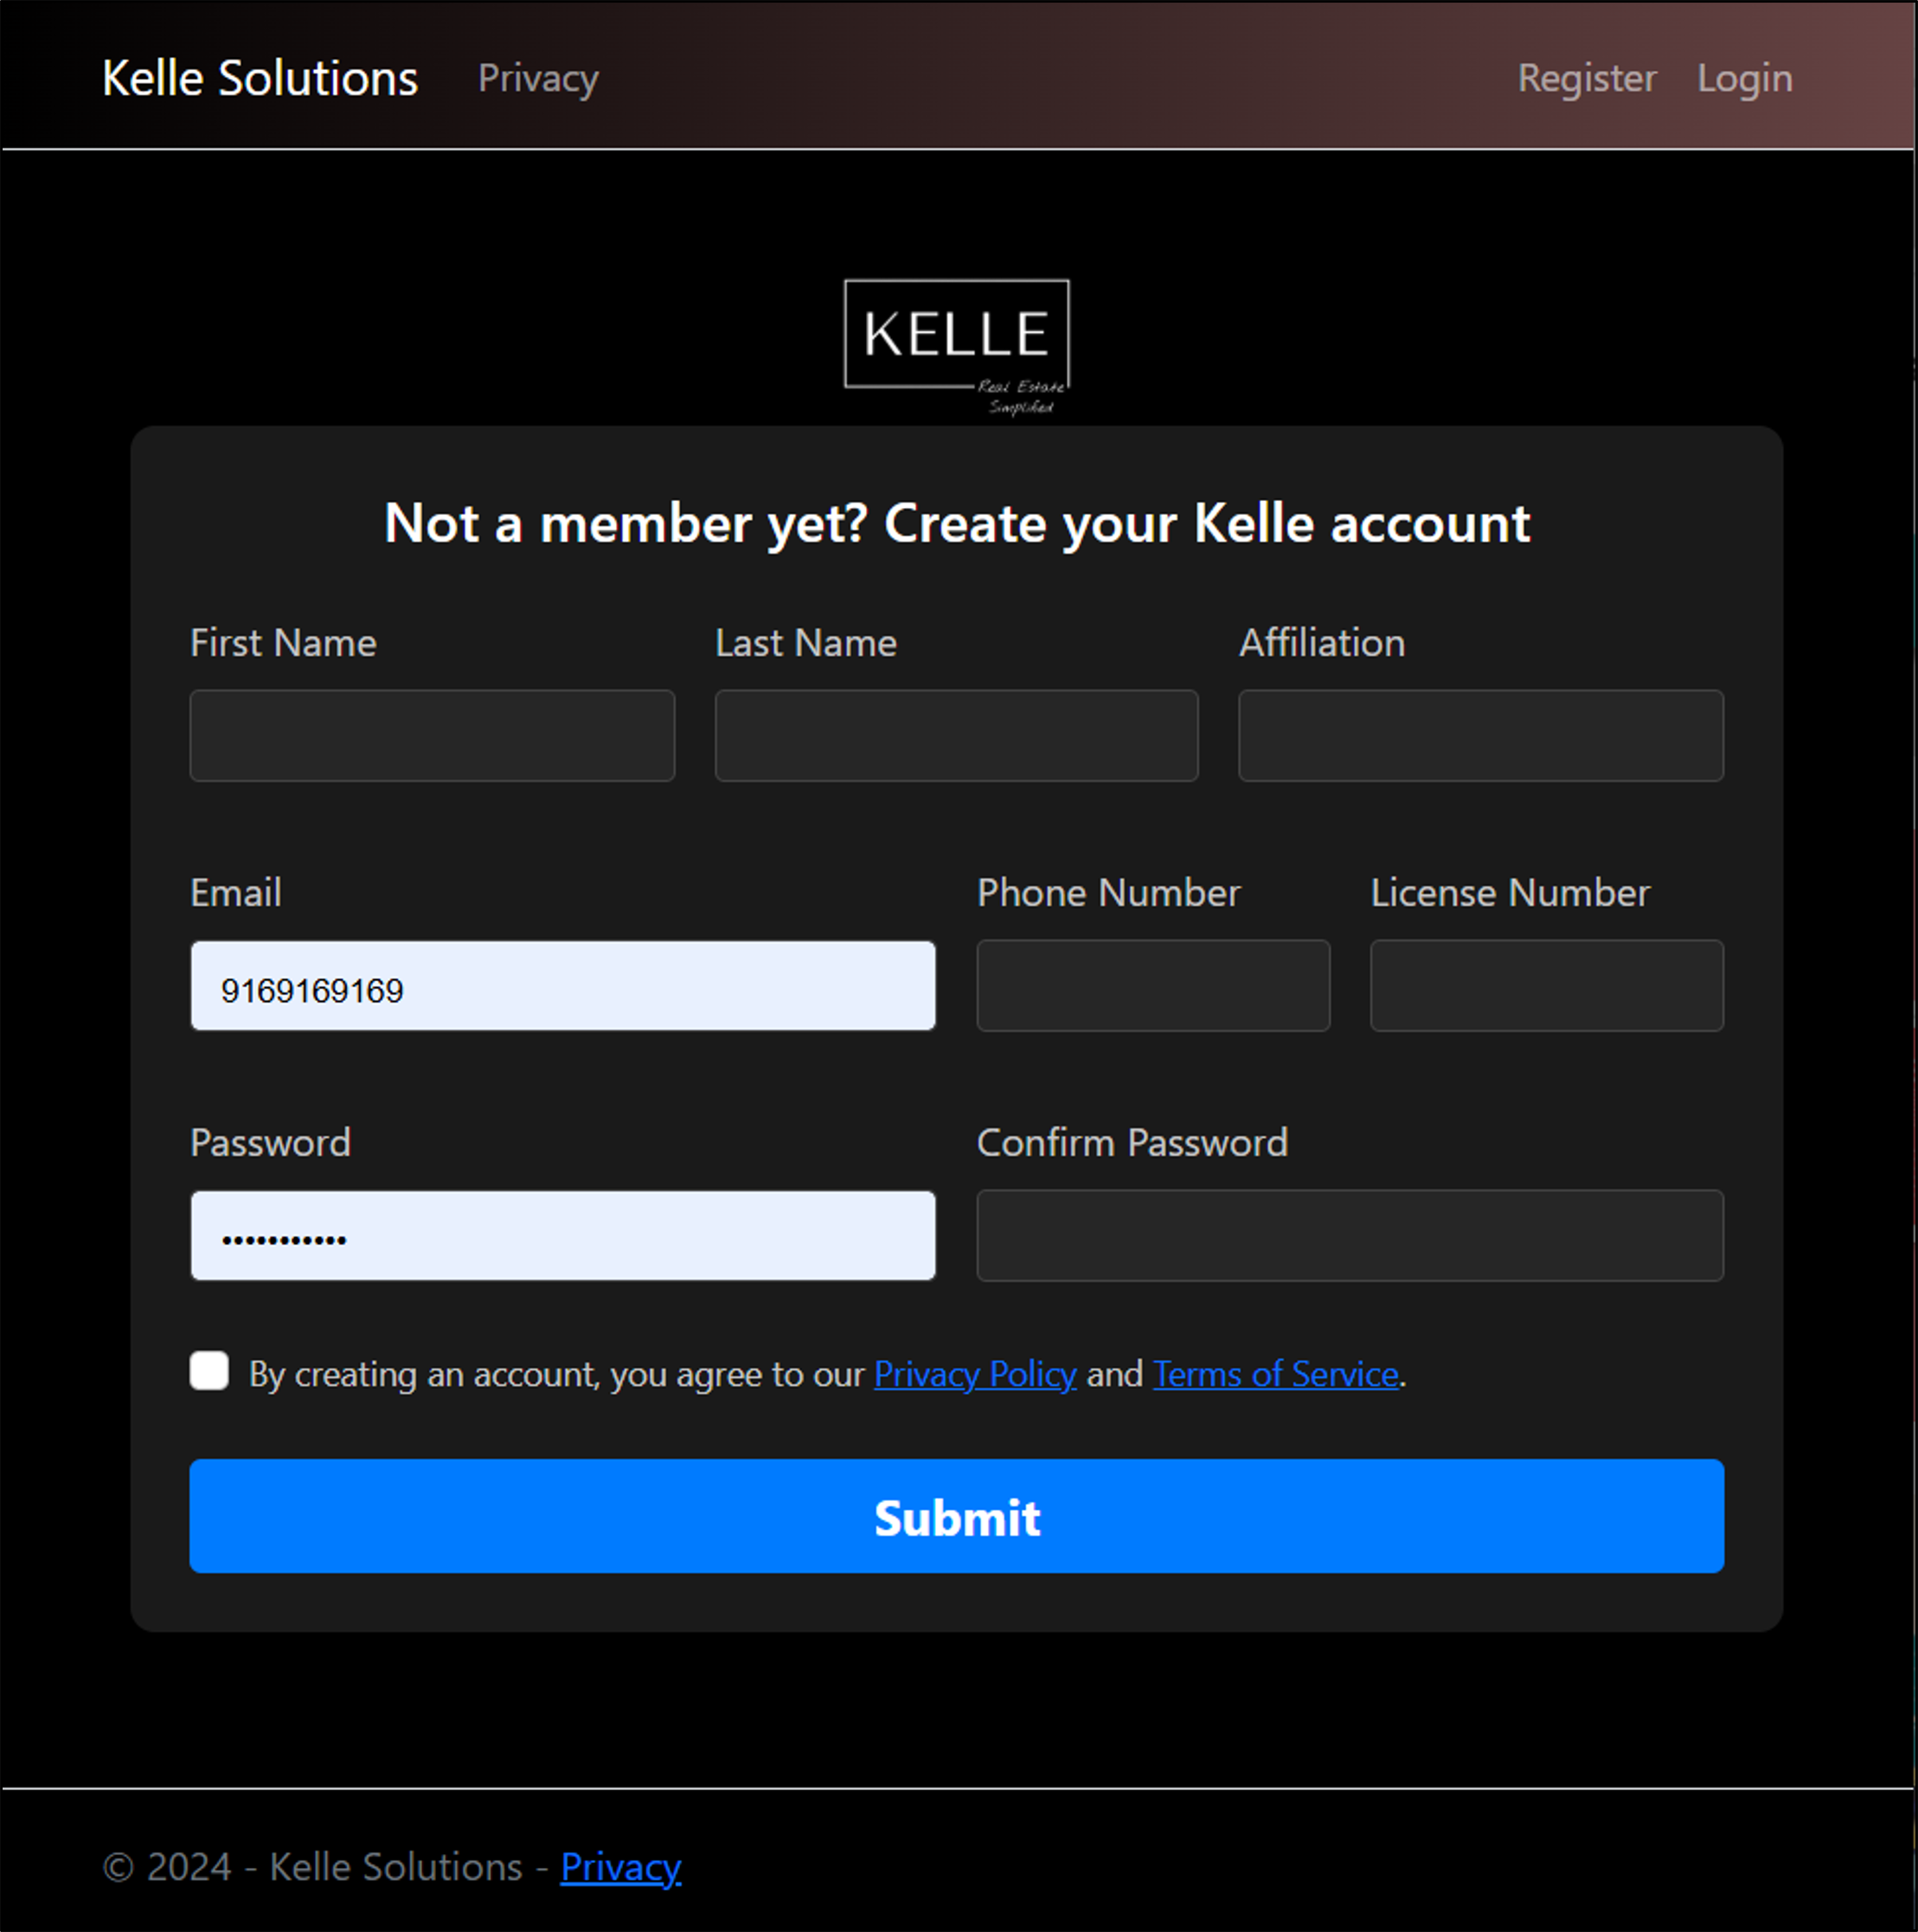 Kelle Solutions Privacy Register Login
KELLE
Real Estate
Simplified
Not a member yet? Create your Kelle account
First Name Last Name Affiliation
Email Phone Number License Number
9169169169
Password Confirm Password
•••••••••••
By creating an account, you agree to our Privacy Policy and Terms of Service.
Submit
© 2024 - Kelle Solutions - Privacy